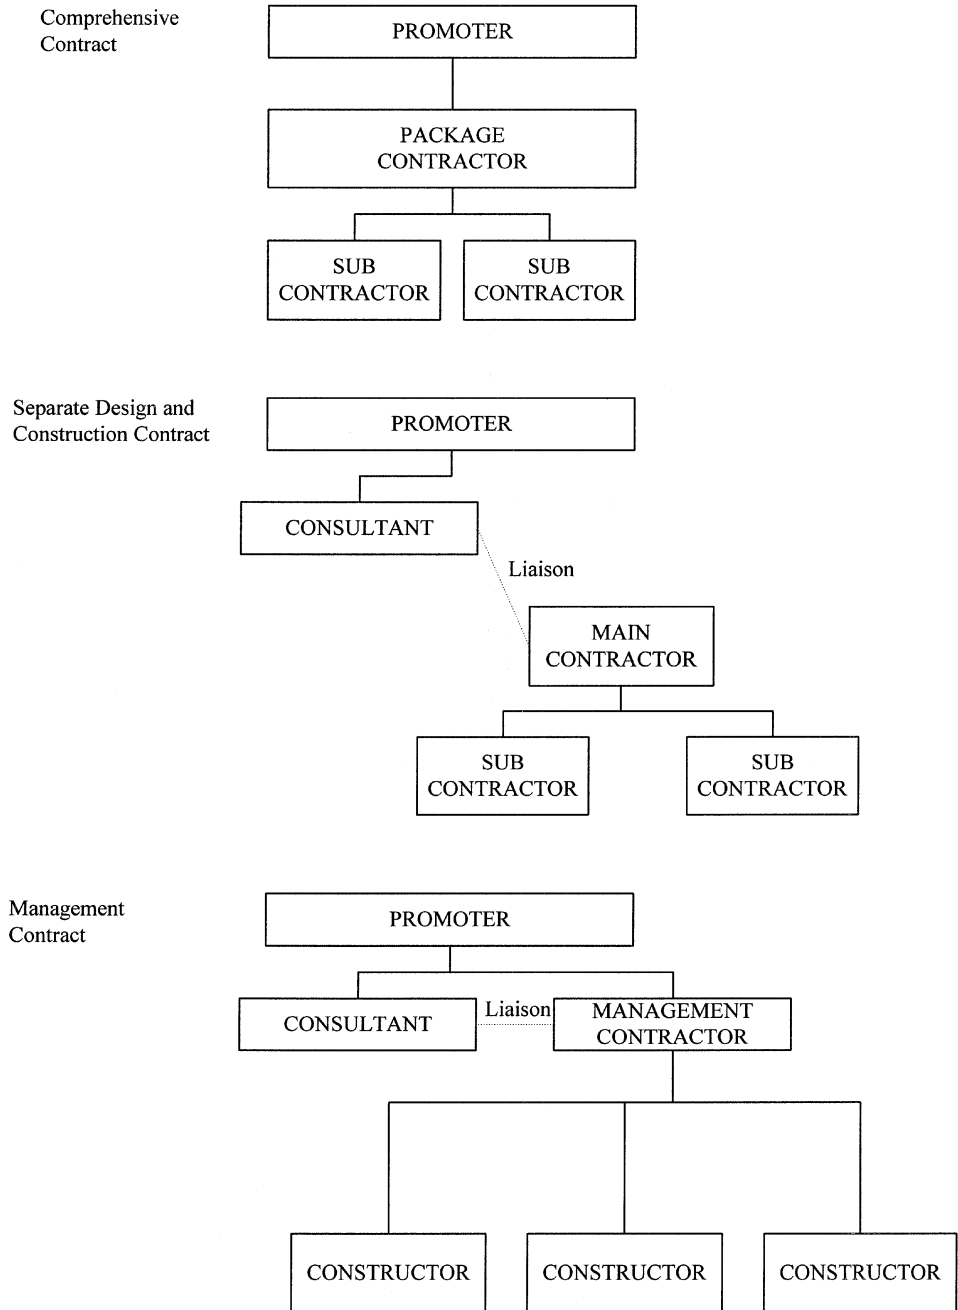 Comprehensive
Contract
PROMOTER
PACKAGE
CONTRACTOR
SUB
CONTRACTOR
SUB
CONTRACTOR
Separate Design and
Construction Contract
PROMOTER
CONSULTANT
Liaison
MAIN
CONTRACTOR
SUB
CONTRACTOR
SUB
CONTRACTOR
Management
Contract
PROMOTER
CONSULTANT
Liaison
MANAGEMENT
CONTRACTOR
CONSTRUCTOR
CONSTRUCTOR
CONSTRUCTOR